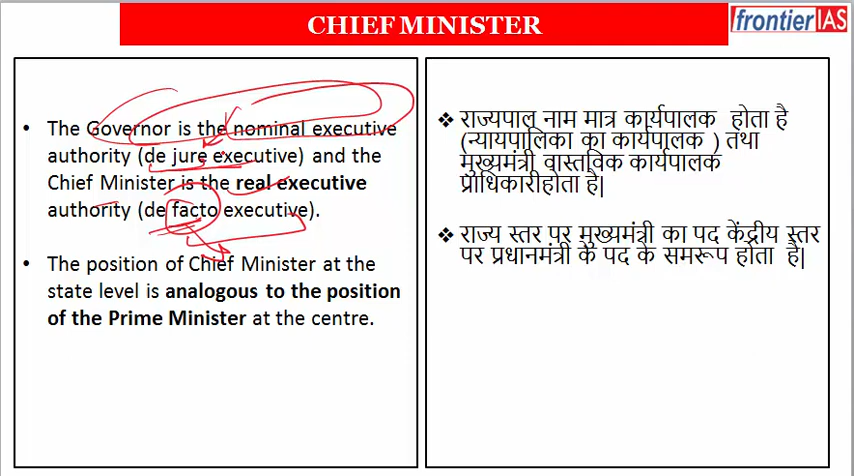 CHIEF MINISTER
frontierIAS
• The Governor is the nominal executive
authority (de jure executive) and the
Chief Minister is the real executive
authority (de facto executive).
• The position of Chief Minister at the
state level is analogous to the position
of the Prime Minister at the centre.
❖ राज्यपाल नाम मात्र कार्यपालक होता है
(न्यायपालिका का कार्यपालक ) तथा
मुख्यमंत्री वास्तविक कार्यपालक
प्राधिकारीहोता है|
❖ राज्य स्तर पर मुख्यमंत्री का पद केंद्रीय स्तर
पर प्रधानमंत्री के पद के समरूप होता है|